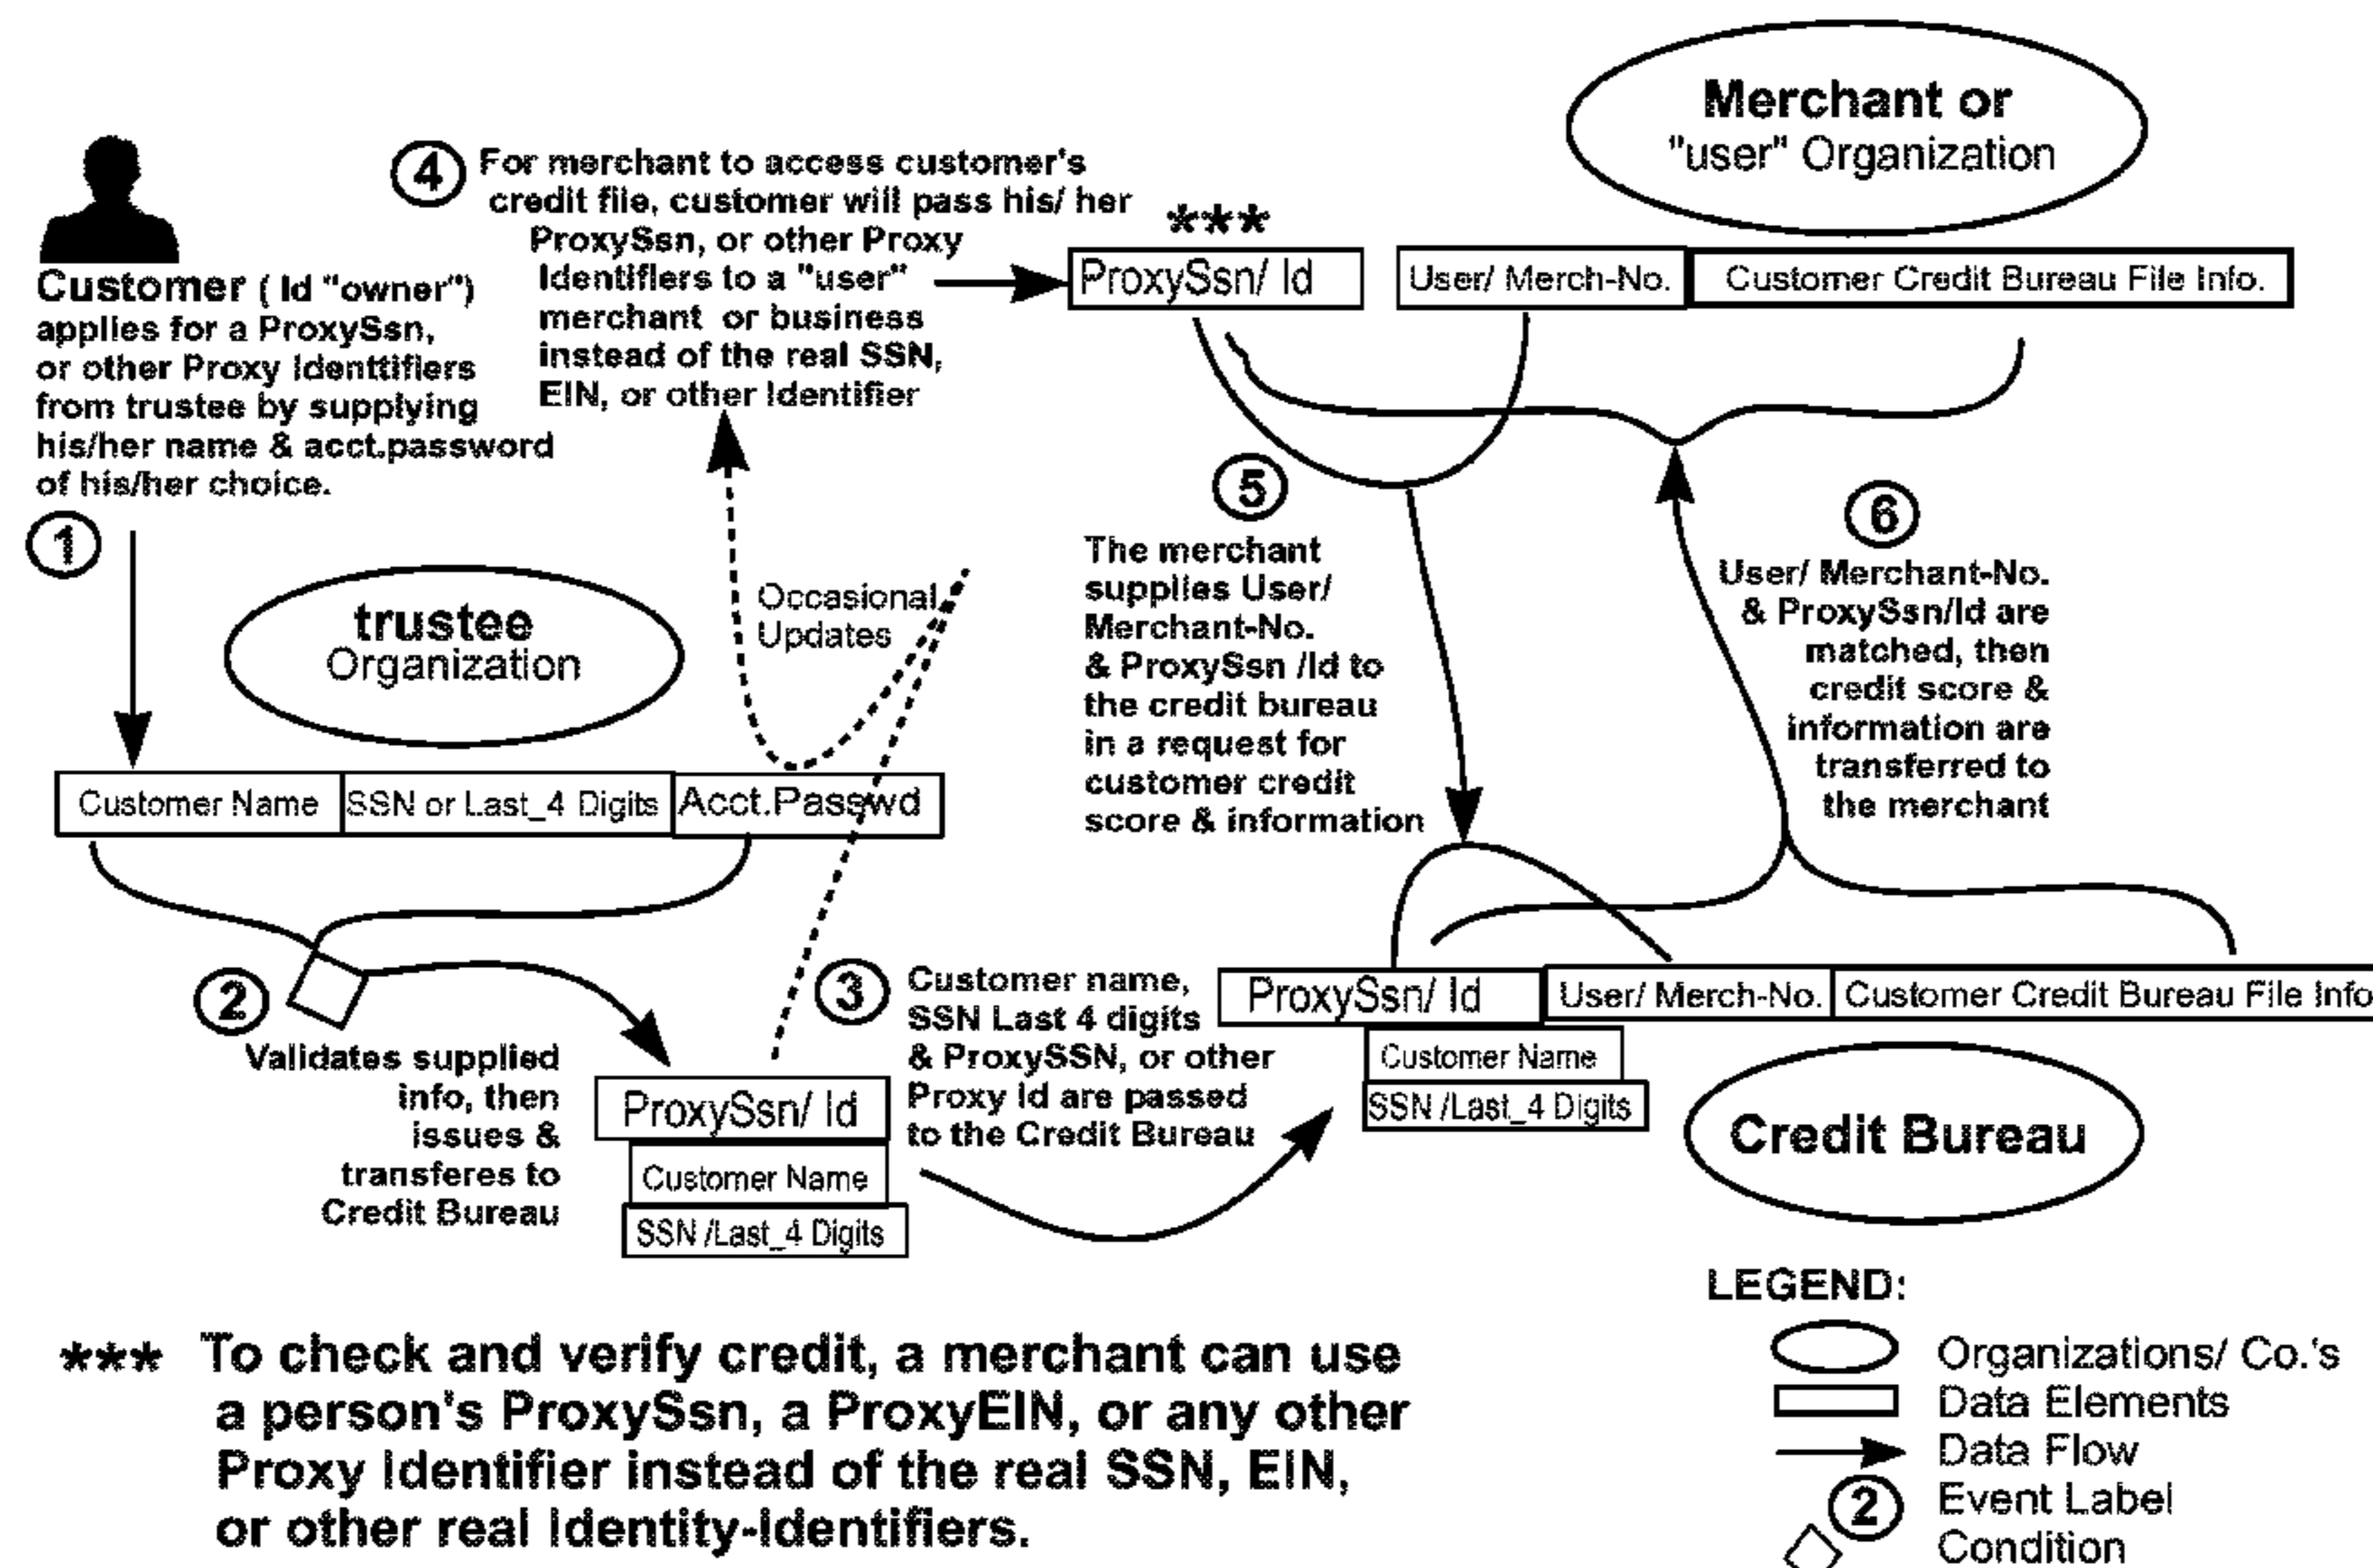 Customer ( Id "owner")
applies for a ProxySsn,
or other Proxy Identtifiers
from trustee by supplying
his/her name & acct.password
of his/her choice.
1
trustee
Organization
Customer Name
SSN or Last_4 Digits
Acct.Passwd
2
Validates supplied
info, then
issues &
transferes to
Credit Bureau
ProxySsn/ Id
Customer Name
SSN /Last_4 Digits
Occasional
Updates
3
Customer name,
SSN Last 4 digits
& ProxySSN, or other
Proxy Id are passed
to the Credit Bureau
4
For merchant to access customer's
credit file, customer will pass his/ her
ProxySsn, or other Proxy
Identifiers to a "user"
merchant or business
instead of the real SSN,
EIN, or other Identifier
***
ProxySsn/ Id
User/ Merch-No.
Customer Credit Bureau File Info.
Merchant or
"user" Organization
5
The merchant
supplies User/
Merchant-No.
& ProxySsn /Id to
the credit bureau
in a request for
customer credit
score & information
6
User/ Merchant-No.
& ProxySsn/Id are
matched, then
credit score &
information are
transferred to
the merchant
ProxySsn/ Id
User/ Merch-No.
Customer Credit Bureau File Info
Customer Name
SSN /Last_4 Digits
Credit Bureau
*** To check and verify credit, a merchant can use
a person's ProxySsn, a ProxyEIN, or any other
Proxy Identifier instead of the real SSN, EIN,
or other real Identity-Identifiers.
LEGEND:
Organizations/ Co.'s
Data Elements
Data Flow
2 Event Label
Condition